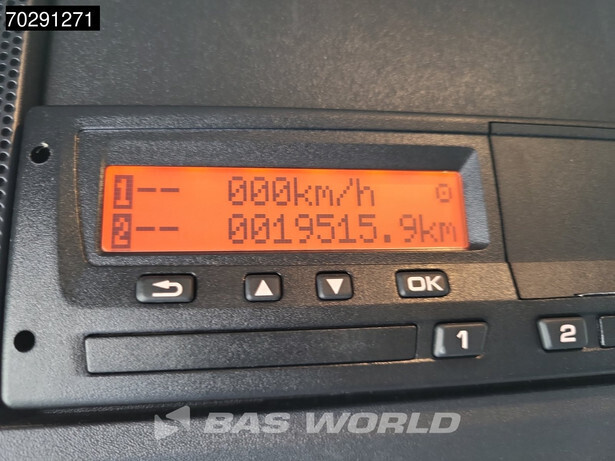 70291271
1-- 000km/h
2-- 0019515.9km
OK
1 2
BAS WORLD